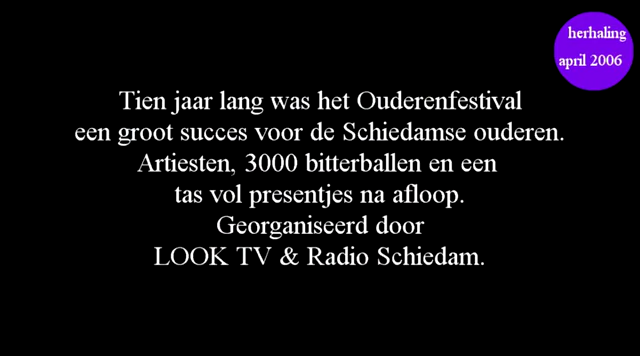 herhaling
april 2006
Tien jaar lang was het Ouderenfestival
een groot succes voor de Schiedamse ouderen.
Artiesten, 3000 bitterballen en een
tas vol presentjes na afloop.
Georganiseerd door
LOOK TV & Radio Schiedam.